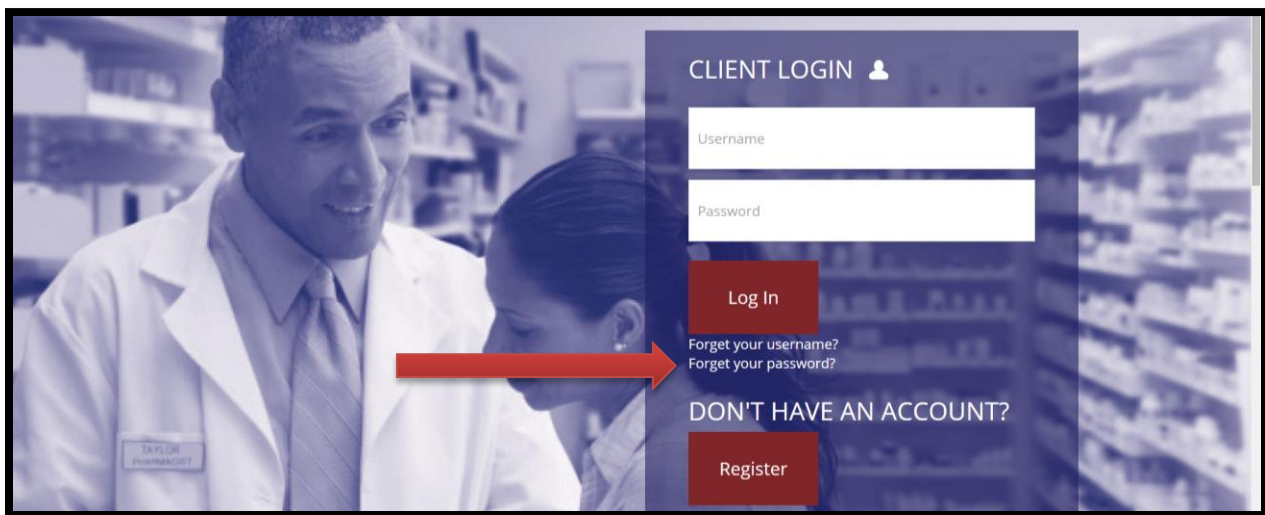 CLIENT LOGIN
Username
Password
Log In
Forget your username?
Forget your password?
DON'T HAVE AN ACCOUNT?
Register
TAYLOR
PHARMACIST